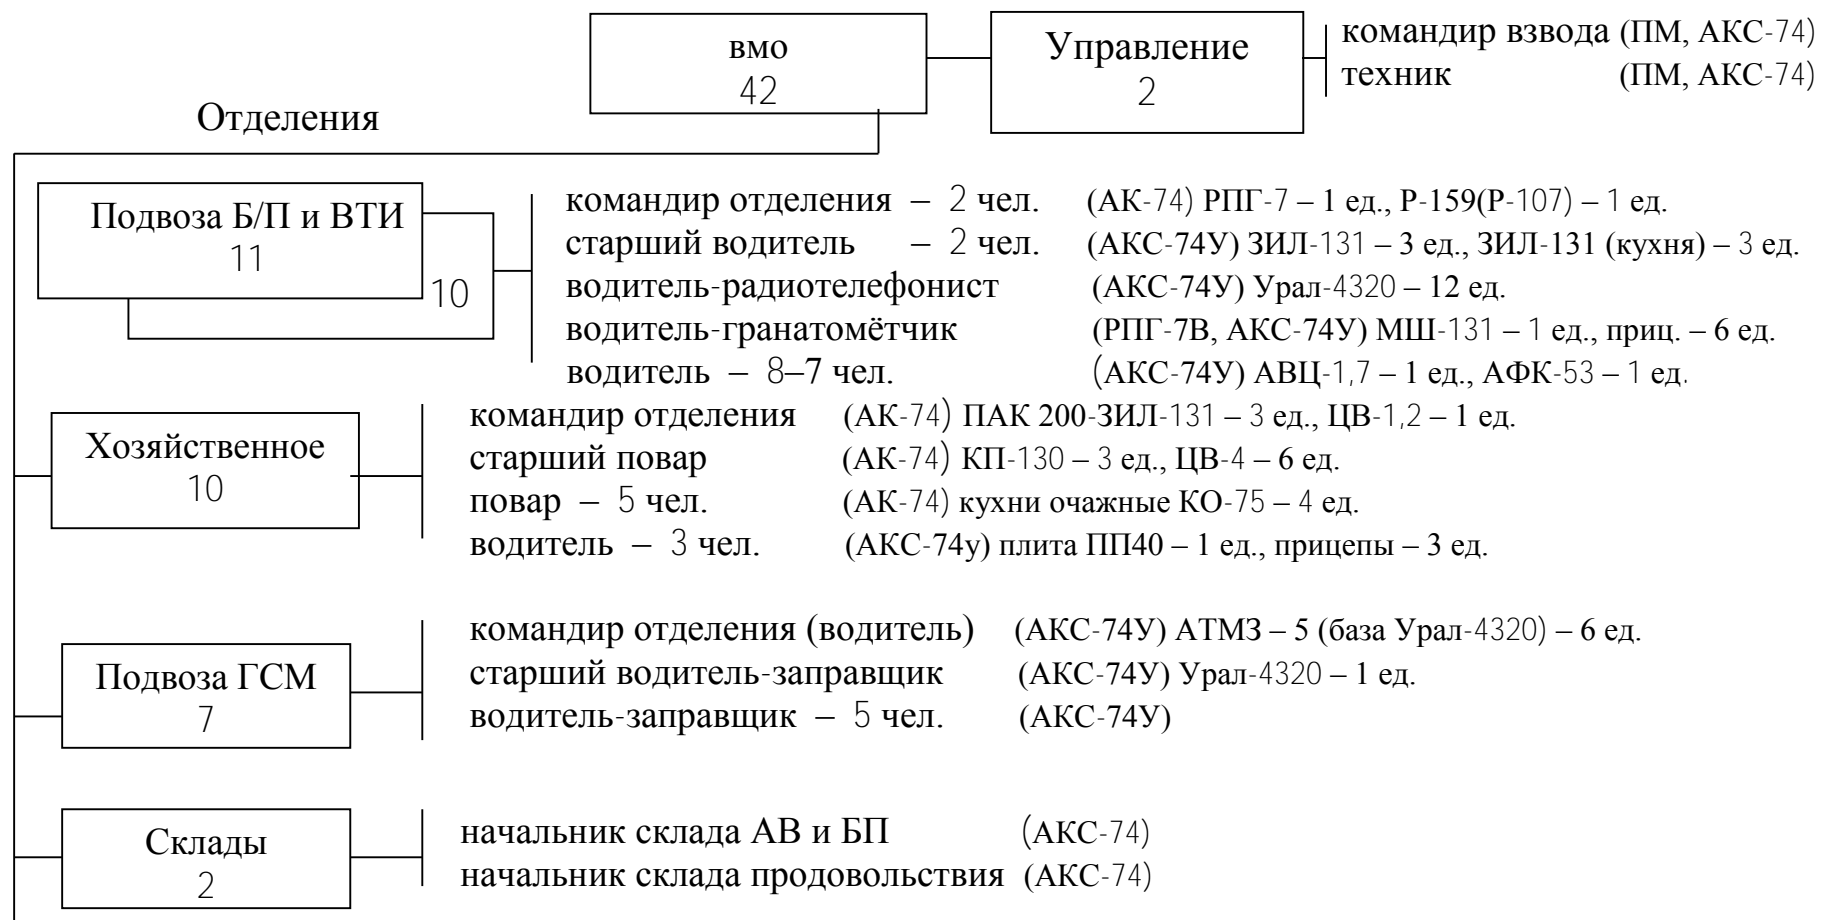 вмо
42
Управление
2
командир взвода (ПМ, АКС-74)
техник (ПМ, АКС-74)
Отделения
Подвоза Б/П и ВТИ
11
10
командир отделения – 2 чел. (АК-74) РПГ-7 – 1 ед., Р-159(Р-107) – 1 ед.
старший водитель – 2 чел. (АКС-74У) ЗИЛ-131 – 3 ед., ЗИЛ-131 (кухня) – 3 ед.
водитель-радиотелефонист (АКС-74У) Урал-4320 – 12 ед.
водитель-гранатомётчик (РПГ-7В, АКС-74У) МШ-131 – 1 ед., приц. – 6 ед.
водитель – 8–7 чел. (АКС-74У) АВЦ-1,7 – 1 ед., АФК-53 – 1 ед.
Хозяйственное
10
командир отделения (АК-74) ПАК 200-ЗИЛ-131 – 3 ед., ЦВ-1,2 – 1 ед.
старший повар (АК-74) КП-130 – 3 ед., ЦВ-4 – 6 ед.
повар – 5 чел. (АК-74) кухни очажные КО-75 – 4 ед.
водитель – 3 чел. (АКС-74у) плита ПП40 – 1 ед., прицепы – 3 ед.
Подвоза ГСМ
7
командир отделения (водитель) (АКС-74У) АТМЗ – 5 (база Урал-4320) – 6 ед.
старший водитель-заправщик (АКС-74У) Урал-4320 – 1 ед.
водитель-заправщик – 5 чел. (АКС-74У)
Склады
2
начальник склада АВ и БП (АКС-74)
начальник склада продовольствия (АКС-74)